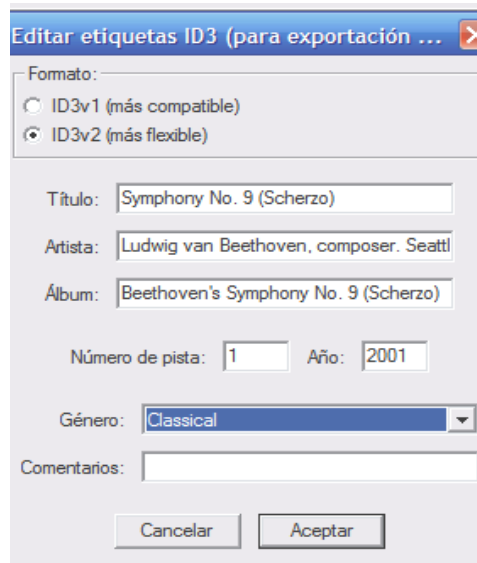 Editar etiquetas ID3 (para exportación ...
Formato:
ID3v1 (más compatible)
ID3v2 (más flexible)
Título: Symphony No. 9 (Scherzo)
Artista: Ludwig van Beethoven, composer. Seattl
Álbum: Beethoven's Symphony No. 9 (Scherzo)
Número de pista: 1 Año: 2001
Género: Classical
Comentarios:
Cancelar Aceptar